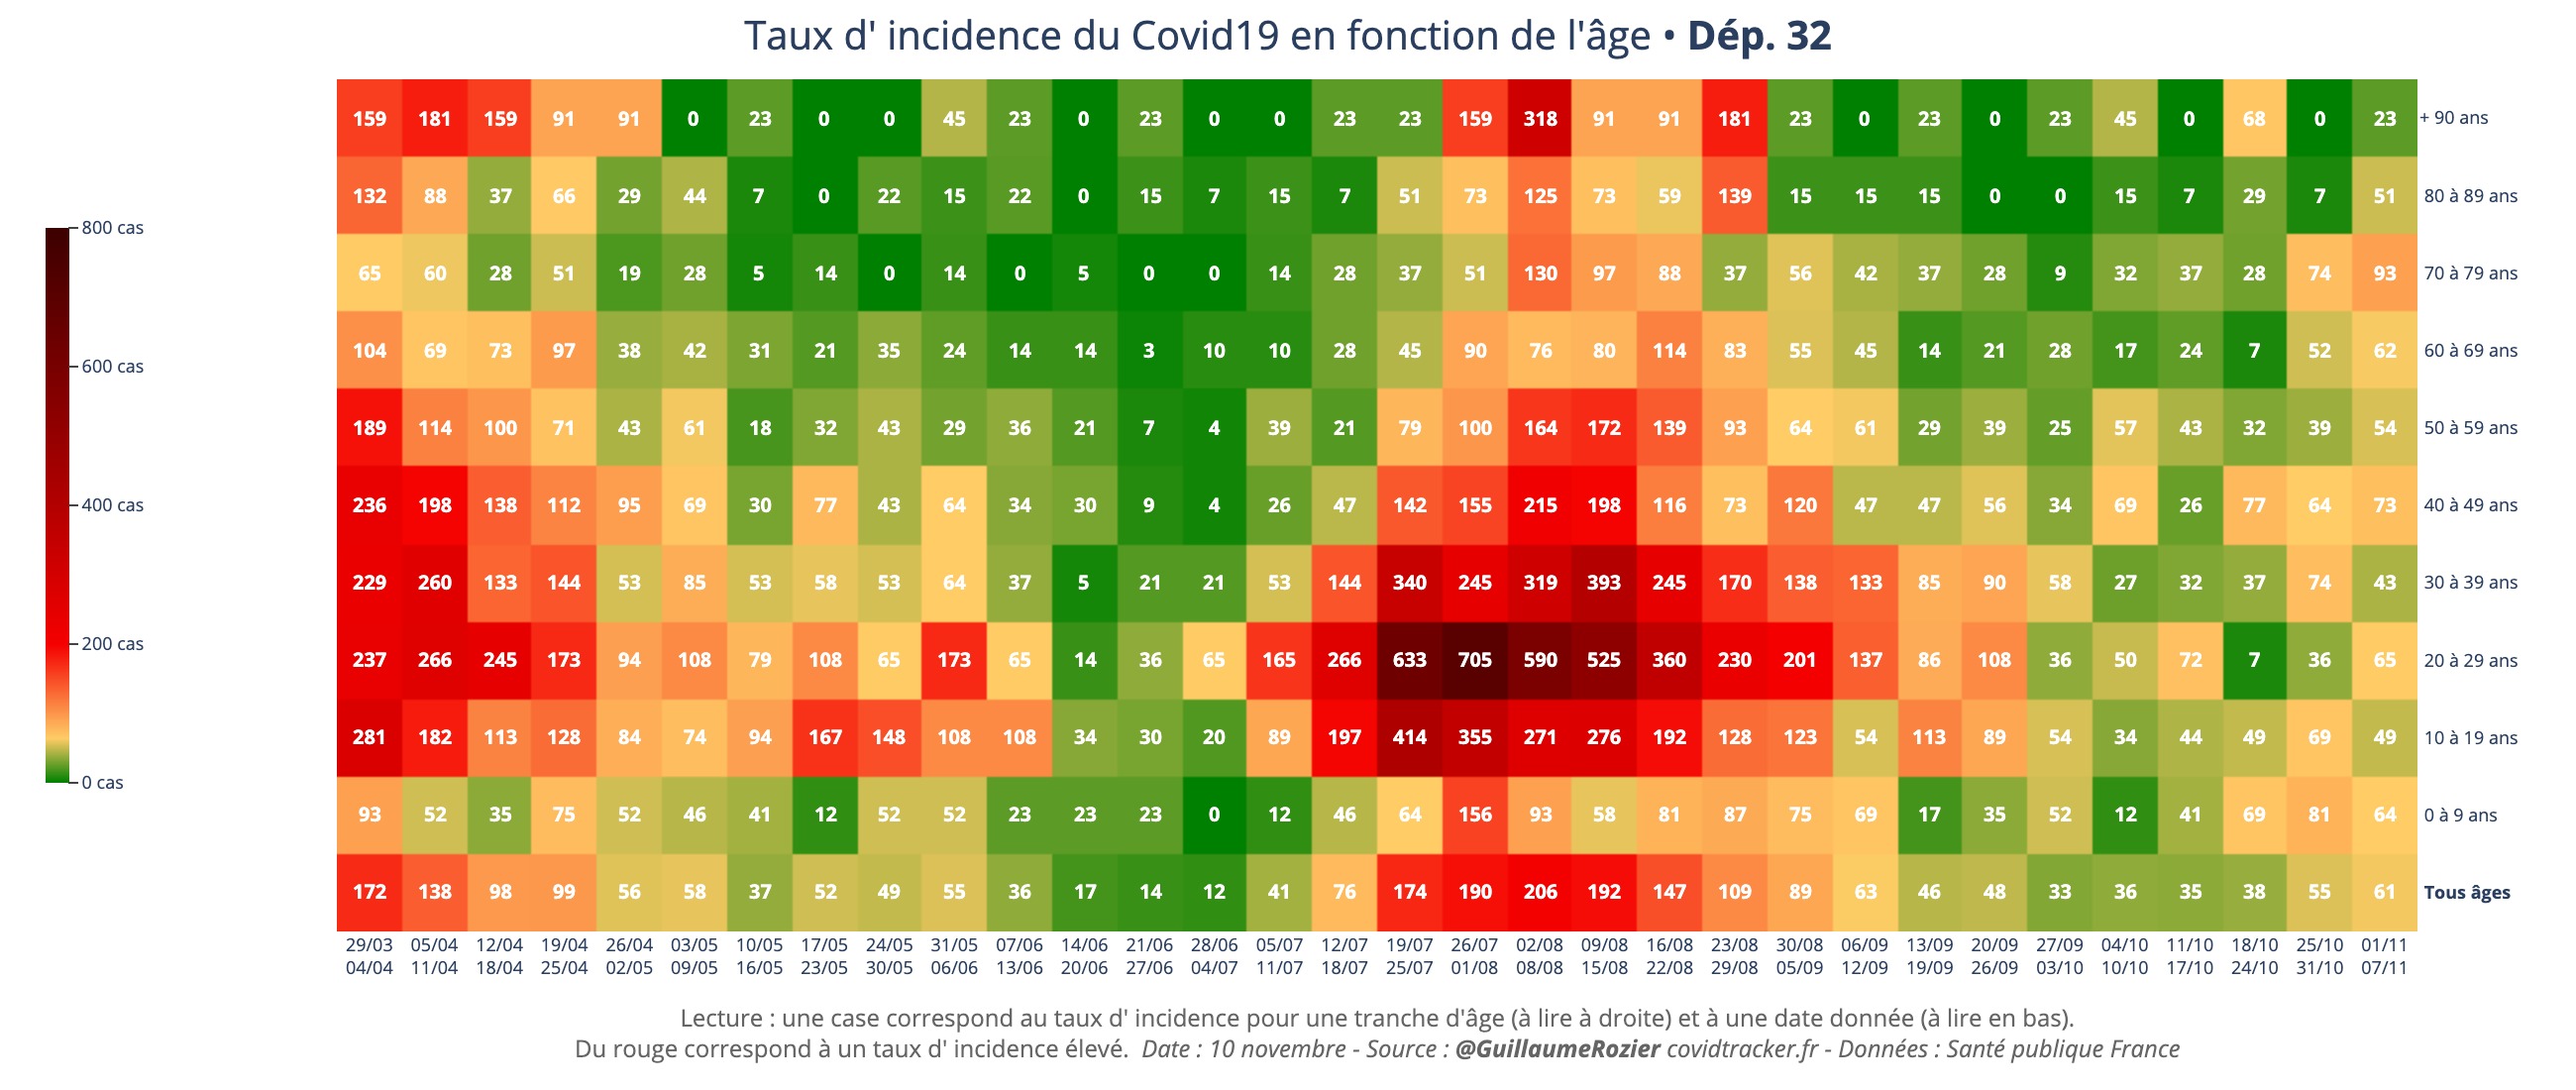 Taux d' incidence du Covid19 en fonction de l'âge • Dép. 32
800 cas
600 cas
400 cas
200 cas
0 cas
159 181 159 91 91 0 23 0 0 45 23 0 23 0 0 23 23 159 318 91 91 181 23 0 23 0 23 45 0 68 0 23 + 90 ans
132 88 37 66 29 44 7 0 22 15 22 0 15 7 15 7 51 73 125 73 59 139 15 15 15 0 0 15 7 29 7 51 80 à 89 ans
65 60 28 51 19 28 5 14 0 14 0 5 0 0 14 28 37 51 130 97 88 37 56 42 37 28 9 32 37 28 74 93 70 à 79 ans
104 69 73 97 38 42 31 21 35 24 14 14 3 10 10 28 45 90 76 80 114 83 55 45 14 21 28 17 24 7 52 62 60 à 69 ans
189 114 100 71 43 61 18 32 43 29 36 21 7 4 39 21 79 100 164 172 139 93 64 61 29 39 25 57 43 32 39 54 50 à 59 ans
236 198 138 112 95 69 30 77 43 64 34 30 9 4 26 47 142 155 215 198 116 73 120 47 47 56 34 69 26 77 64 73 40 à 49 ans
229 260 133 144 53 85 53 58 53 64 37 5 21 21 53 144 340 245 319 393 245 170 138 133 85 90 58 27 32 37 74 43 30 à 39 ans
237 266 245 173 94 108 79 108 65 173 65 14 36 65 165 266 633 705 590 525 360 230 201 137 86 108 36 50 72 7 36 65 20 à 29 ans
281 182 113 128 84 74 94 167 148 108 108 34 30 20 89 197 414 355 271 276 192 128 123 54 113 89 54 34 44 49 69 49 10 à 19 ans
93 52 35 75 52 46 41 12 52 52 23 23 23 0 12 46 64 156 93 58 81 87 75 69 17 35 52 12 41 69 81 64 0 à 9 ans
172 138 98 99 56 58 37 52 49 55 36 17 14 12 41 76 174 190 206 192 147 109 89 63 46 48 33 36 35 38 55 61 Tous âges
29/03 05/04 12/04 19/04 26/04 03/05 10/05 17/05 24/05 31/05 07/06 14/06 21/06 28/06 05/07 12/07 19/07 26/07 02/08 09/08 16/08 23/08 30/08 06/09 13/09 20/09 27/09 04/10 11/10 18/10 25/10 01/11
04/04 11/04 18/04 25/04 02/05 09/05 16/05 23/05 30/05 06/06 13/06 20/06 27/06 04/07 11/07 18/07 25/07 01/08 08/08 15/08 22/08 29/08 05/09 12/09 19/09 26/09 03/10 10/10 17/10 24/10 31/10 07/11
Lecture : une case correspond au taux d' incidence pour une tranche d'âge (à lire à droite) et à une date donnée (à lire en bas).
Du rouge correspond à un taux d' incidence élevé. Date : 10 novembre - Source : @GuillaumeRozier covidtracker.fr - Données : Santé publique France